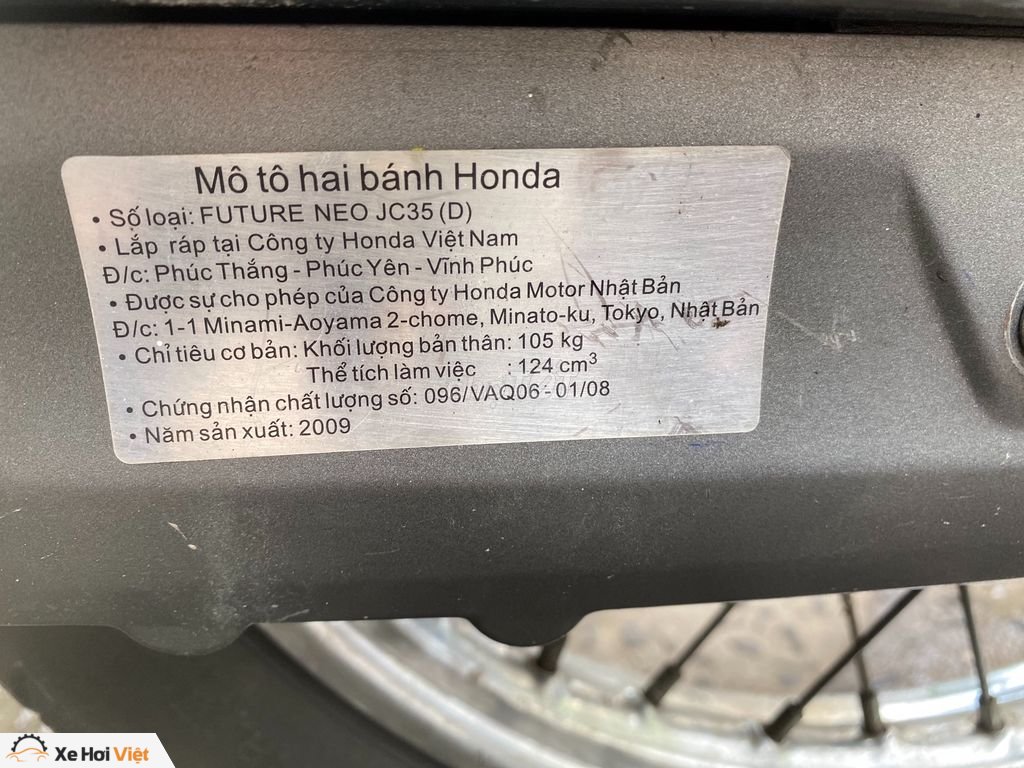 Mô tô hai bánh Honda
• Số loại: FUTURE NEO JC35 (D)
• Lắp ráp tại Công ty Honda Việt Nam
Đ/c: Phúc Thắng - Phúc Yên - Vĩnh Phúc
• Được sự cho phép của Công ty Honda Motor Nhật Bản
Đ/c: 1-1 Minami-Aoyama 2-chome, Minato-ku, Tokyo, Nhật Bản
• Chỉ tiêu cơ bản: Khối lượng bản thân: 105 kg
Thể tích làm việc : 124 cm³
• Chứng nhận chất lượng số: 096/VAQ06 - 01/08
• Năm sản xuất: 2009
Xe Hơi Việt